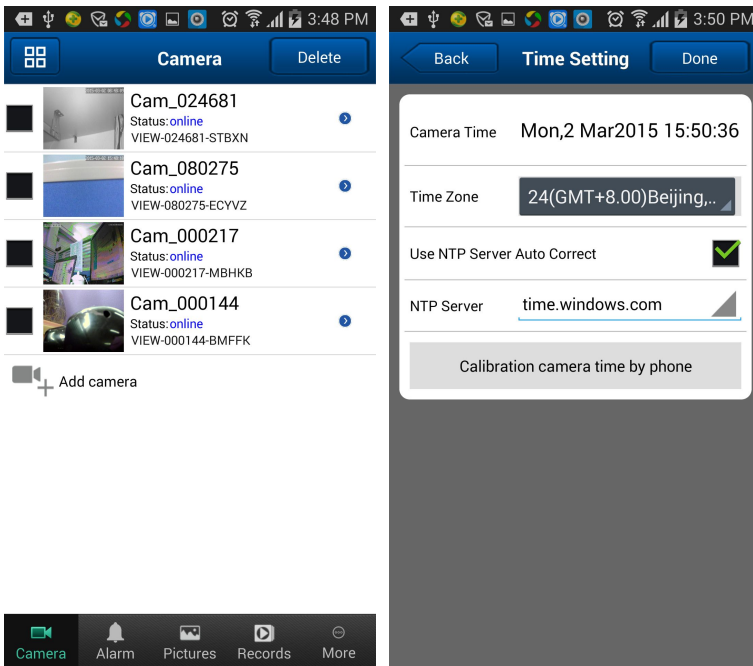 3:48 PM
Camera
Delete
Cam_024681
Status:online
VIEW-024681-STBXN
Cam_080275
Status:online
VIEW-080275-ECYVZ
Cam_000217
Status:online
VIEW-000217-MBHKB
Cam_000144
Status:online
VIEW-000144-BMFFK
Add camera
Camera
Alarm
Pictures
Records
More
3:50 PM
Back
Time Setting
Done
Camera Time
Mon,2 Mar2015 15:50:36
Time Zone
24(GMT+8.00)Beijing,..
Use NTP Server Auto Correct
NTP Server
time.windows.com
Calibration camera time by phone